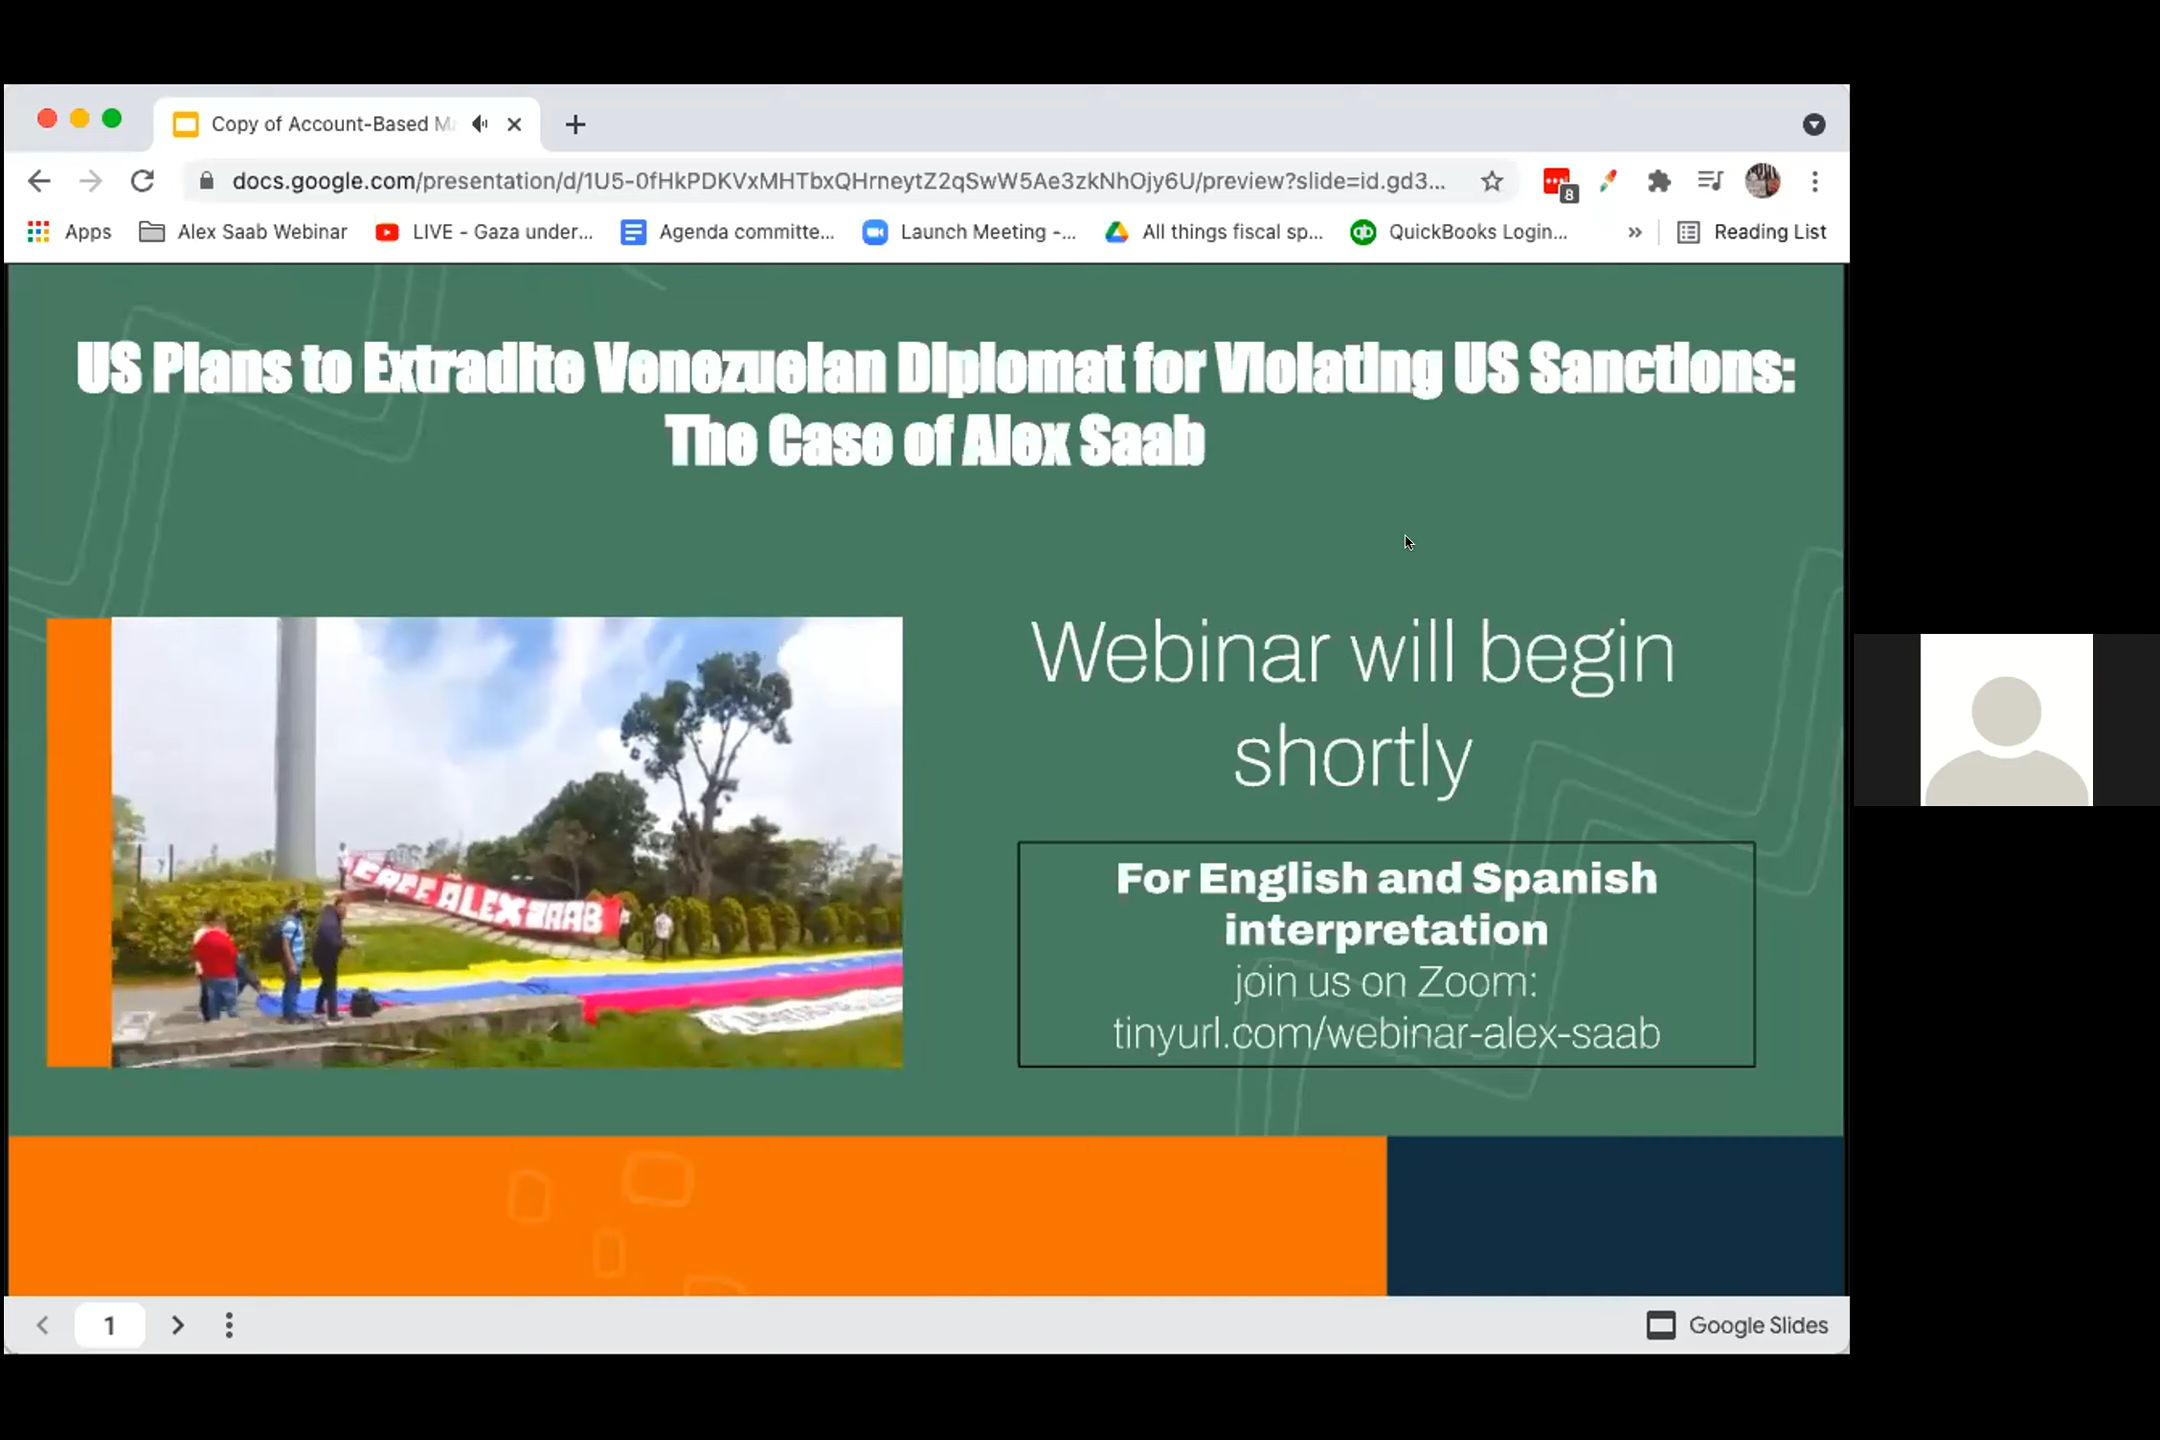 Copy of Account-Based M
docs.google.com/presentation/d/1U5-0fHkPDKVxMHTbxQHrneytZ2qSwW5Ae3zkNhOjy6U/preview?slide=id.gd3...
8
Apps
Alex Saab Webinar
LIVE - Gaza under...
Agenda committe...
Launch Meeting -...
All things fiscal sp...
qb
QuickBooks Login...
»
Reading List
US Plans to Extradite Venezuelan Diplomat for Violating US Sanctions:
The Case of Alex Saab
Webinar will begin
shortly
FREE ALEX SAAB
For English and Spanish
interpretation
join us on Zoom:
tinyurl.com/webinar-alex-saab
1
Google Slides